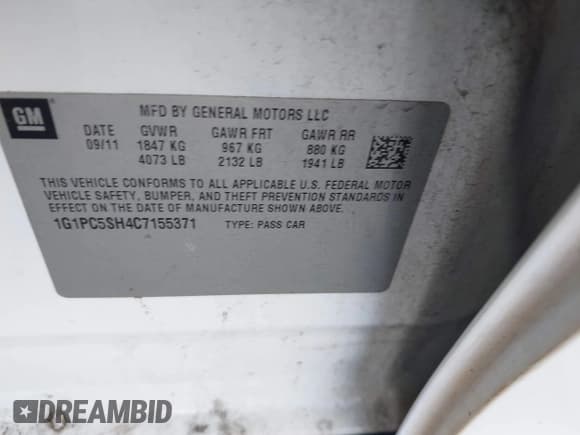 GM
MFD BY GENERAL MOTORS LLC
DATE GVWR GAWR FRT GAWR RR
09/11 1847 KG 967 KG 880 KG
4073 LB 2132 LB 1941 LB
THIS VEHICLE CONFORMS TO ALL APPLICABLE U.S. FEDERAL MOTOR
VEHICLE SAFETY, BUMPER, AND THEFT PREVENTION STANDARDS IN
EFFECT ON THE DATE OF MANUFACTURE SHOWN ABOVE.
1G1PC5SH4C7155371 TYPE: PASS CAR
DREAMBID